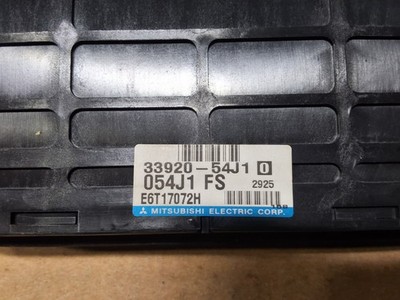 33920-54J1 0
054J1 FS 2925
E6T17072H
MITSUBISHI ELECTRIC CORP.